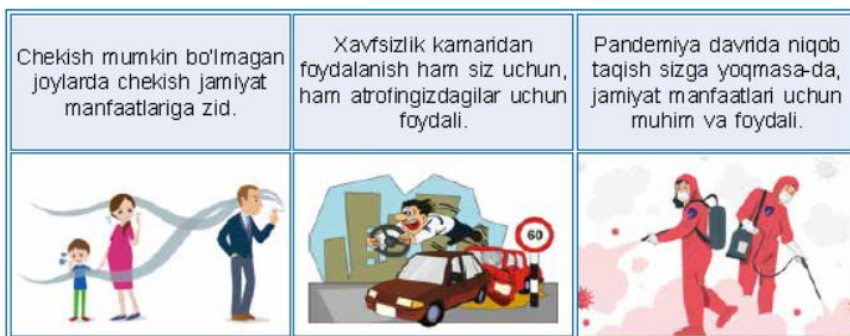 Chekish mumkin bo'lmagan
joylarda chekish jamiyat
manfaatlariga zid.
Xavfsizlik kamaridan
foydalanish ham siz uchun,
ham atrofingizdagilar uchun
foydali.
Pandemiya davrida niqob
taqish sizga yoqmasa-da,
jamiyat manfaatlari uchun
muhim va foydali.
60